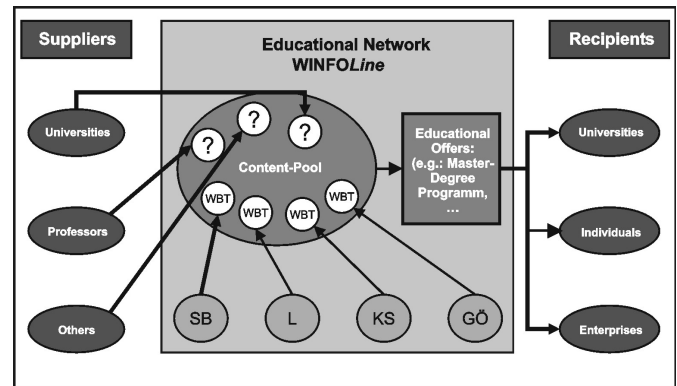 Suppliers
Educational Network
WINFOLine
Recipients
Universities
?
?
?
Content-Pool
Educational
Offers:
(e.g.: Master-
Degree
Programm,
...
Universities
Professors
WBT
WBT
WBT
WBT
Individuals
Others
SB
L
KS
GÖ
Enterprises